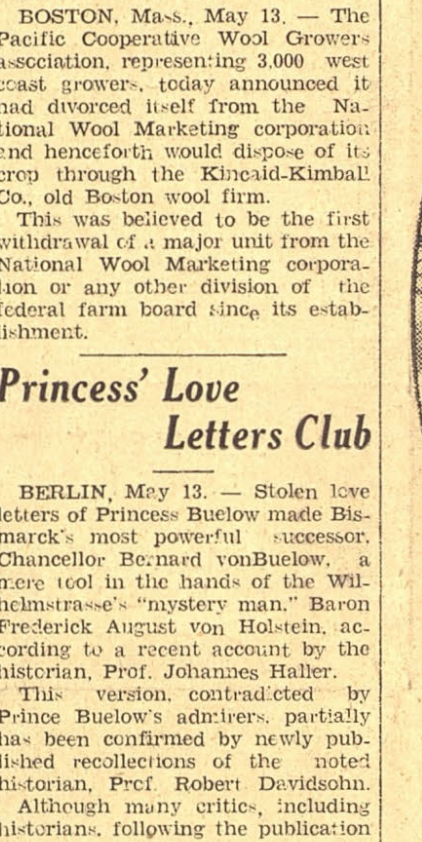 BOSTON, Mass., May 13. — The
Pacific Cooperative Wool Growers
association, representing 3,000 west
coast growers, today announced it
had divorced itself from the Na-
tional Wool Marketing corporation
and henceforth would dispose of its
crop through the Kincaid-Kimball
Co., old Boston wool firm.
This was believed to be the first
withdrawal of a major unit from the
National Wool Marketing corpora-
tion or any other division of the
federal farm board since its estab-
lishment.
Princess' Love
Letters Club
BERLIN, May 13. — Stolen love
letters of Princess Buelow made Bis-
marck's most powerful successor,
Chancellor Bernard vonBuelow, a
mere tool in the hands of the Wil-
helmstrasse's "mystery man," Baron
Frederick August von Holstein, ac-
cording to a recent account by the
historian, Prof. Johannes Haller.
This version, contradicted by
Prince Buelow's admirers, partially
has been confirmed by newly pub-
lished recollections of the noted
historian, Prof. Robert Davidsohn.
Although many critics, including
historians, following the publication